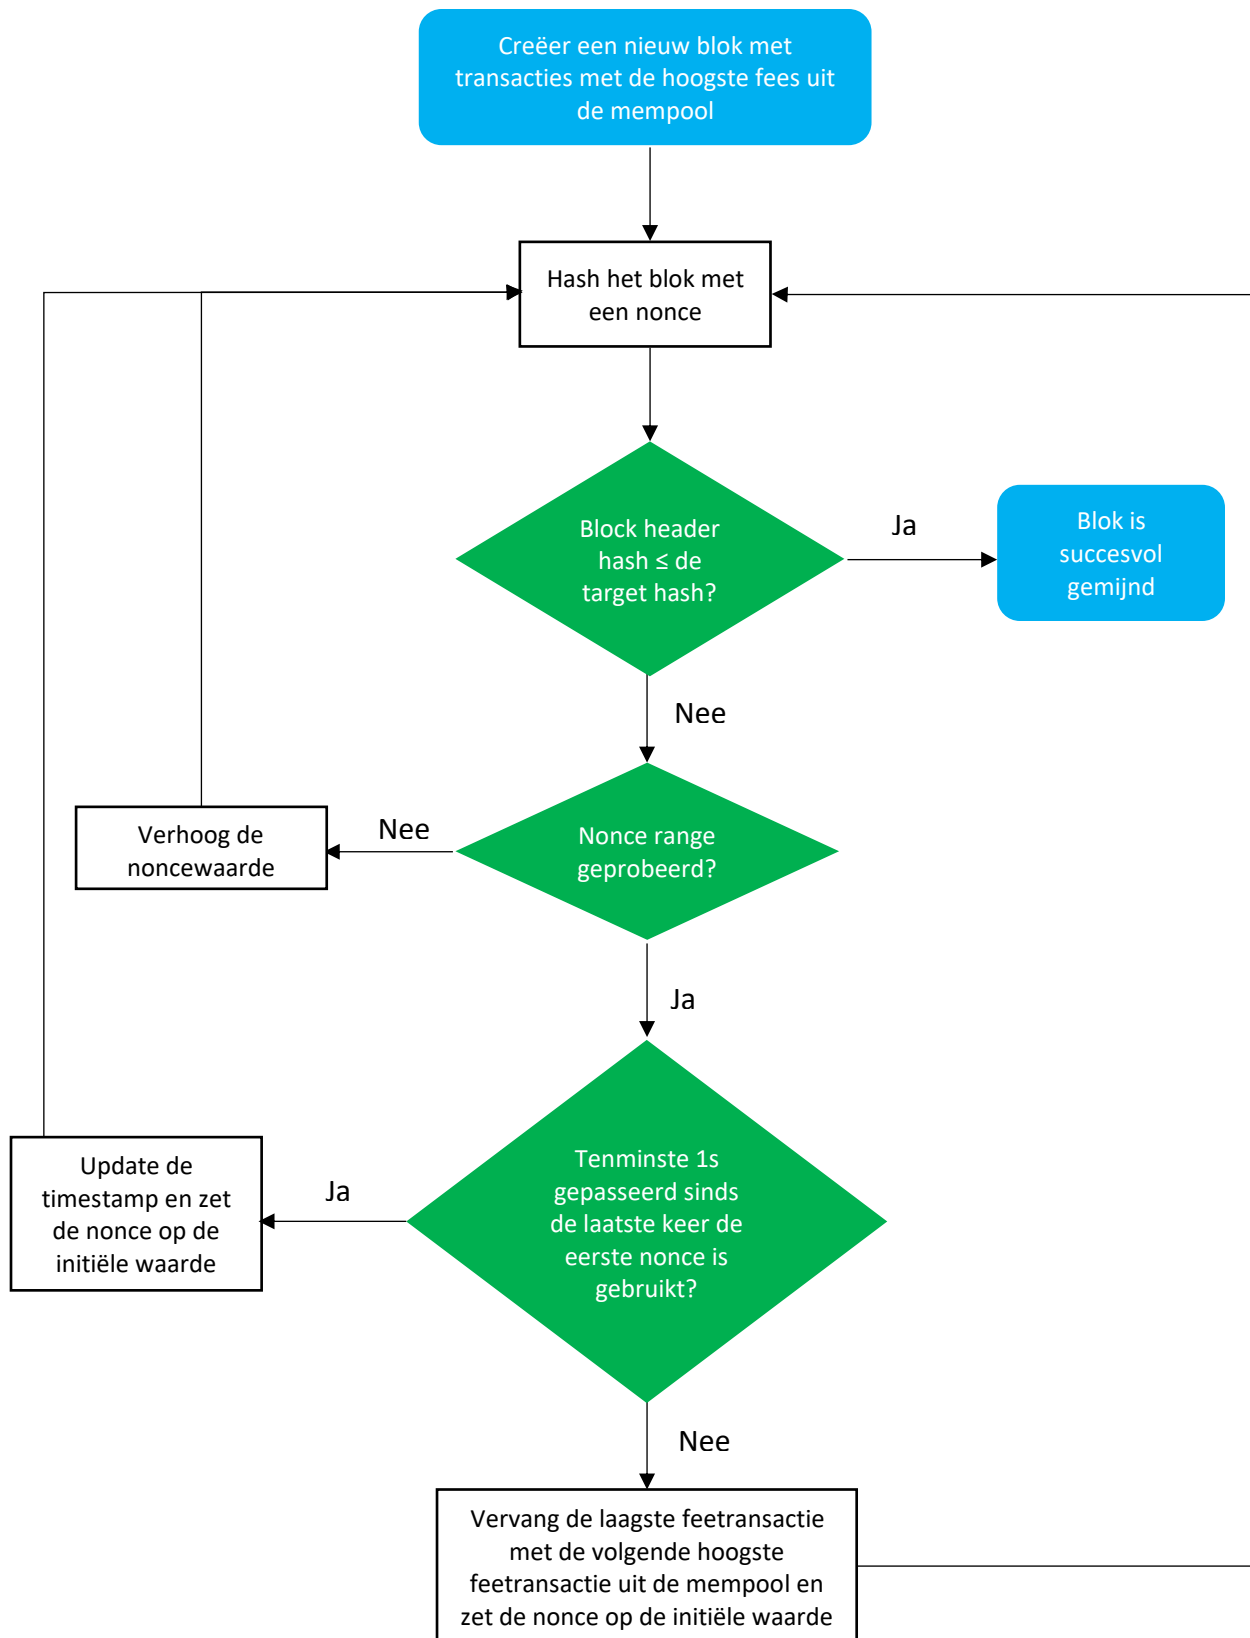 Creëer een nieuw blok met
transacties met de hoogste fees uit
de mempool
Hash het blok met
een nonce
Block header
hash ≤ de
target hash?
Ja
Blok is
succesvol
gemijnd
Nee
Nonce range
geprobeerd?
Nee
Verhoog de
noncewaarde
Ja
Tenminste 1s
gepasseerd sinds
de laatste keer de
eerste nonce is
gebruikt?
Ja
Update de
timestamp en zet
de nonce op de
initiële waarde
Nee
Vervang de laagste feetransactie
met de volgende hoogste
feetransactie uit de mempool en
zet de nonce op de initiële waarde